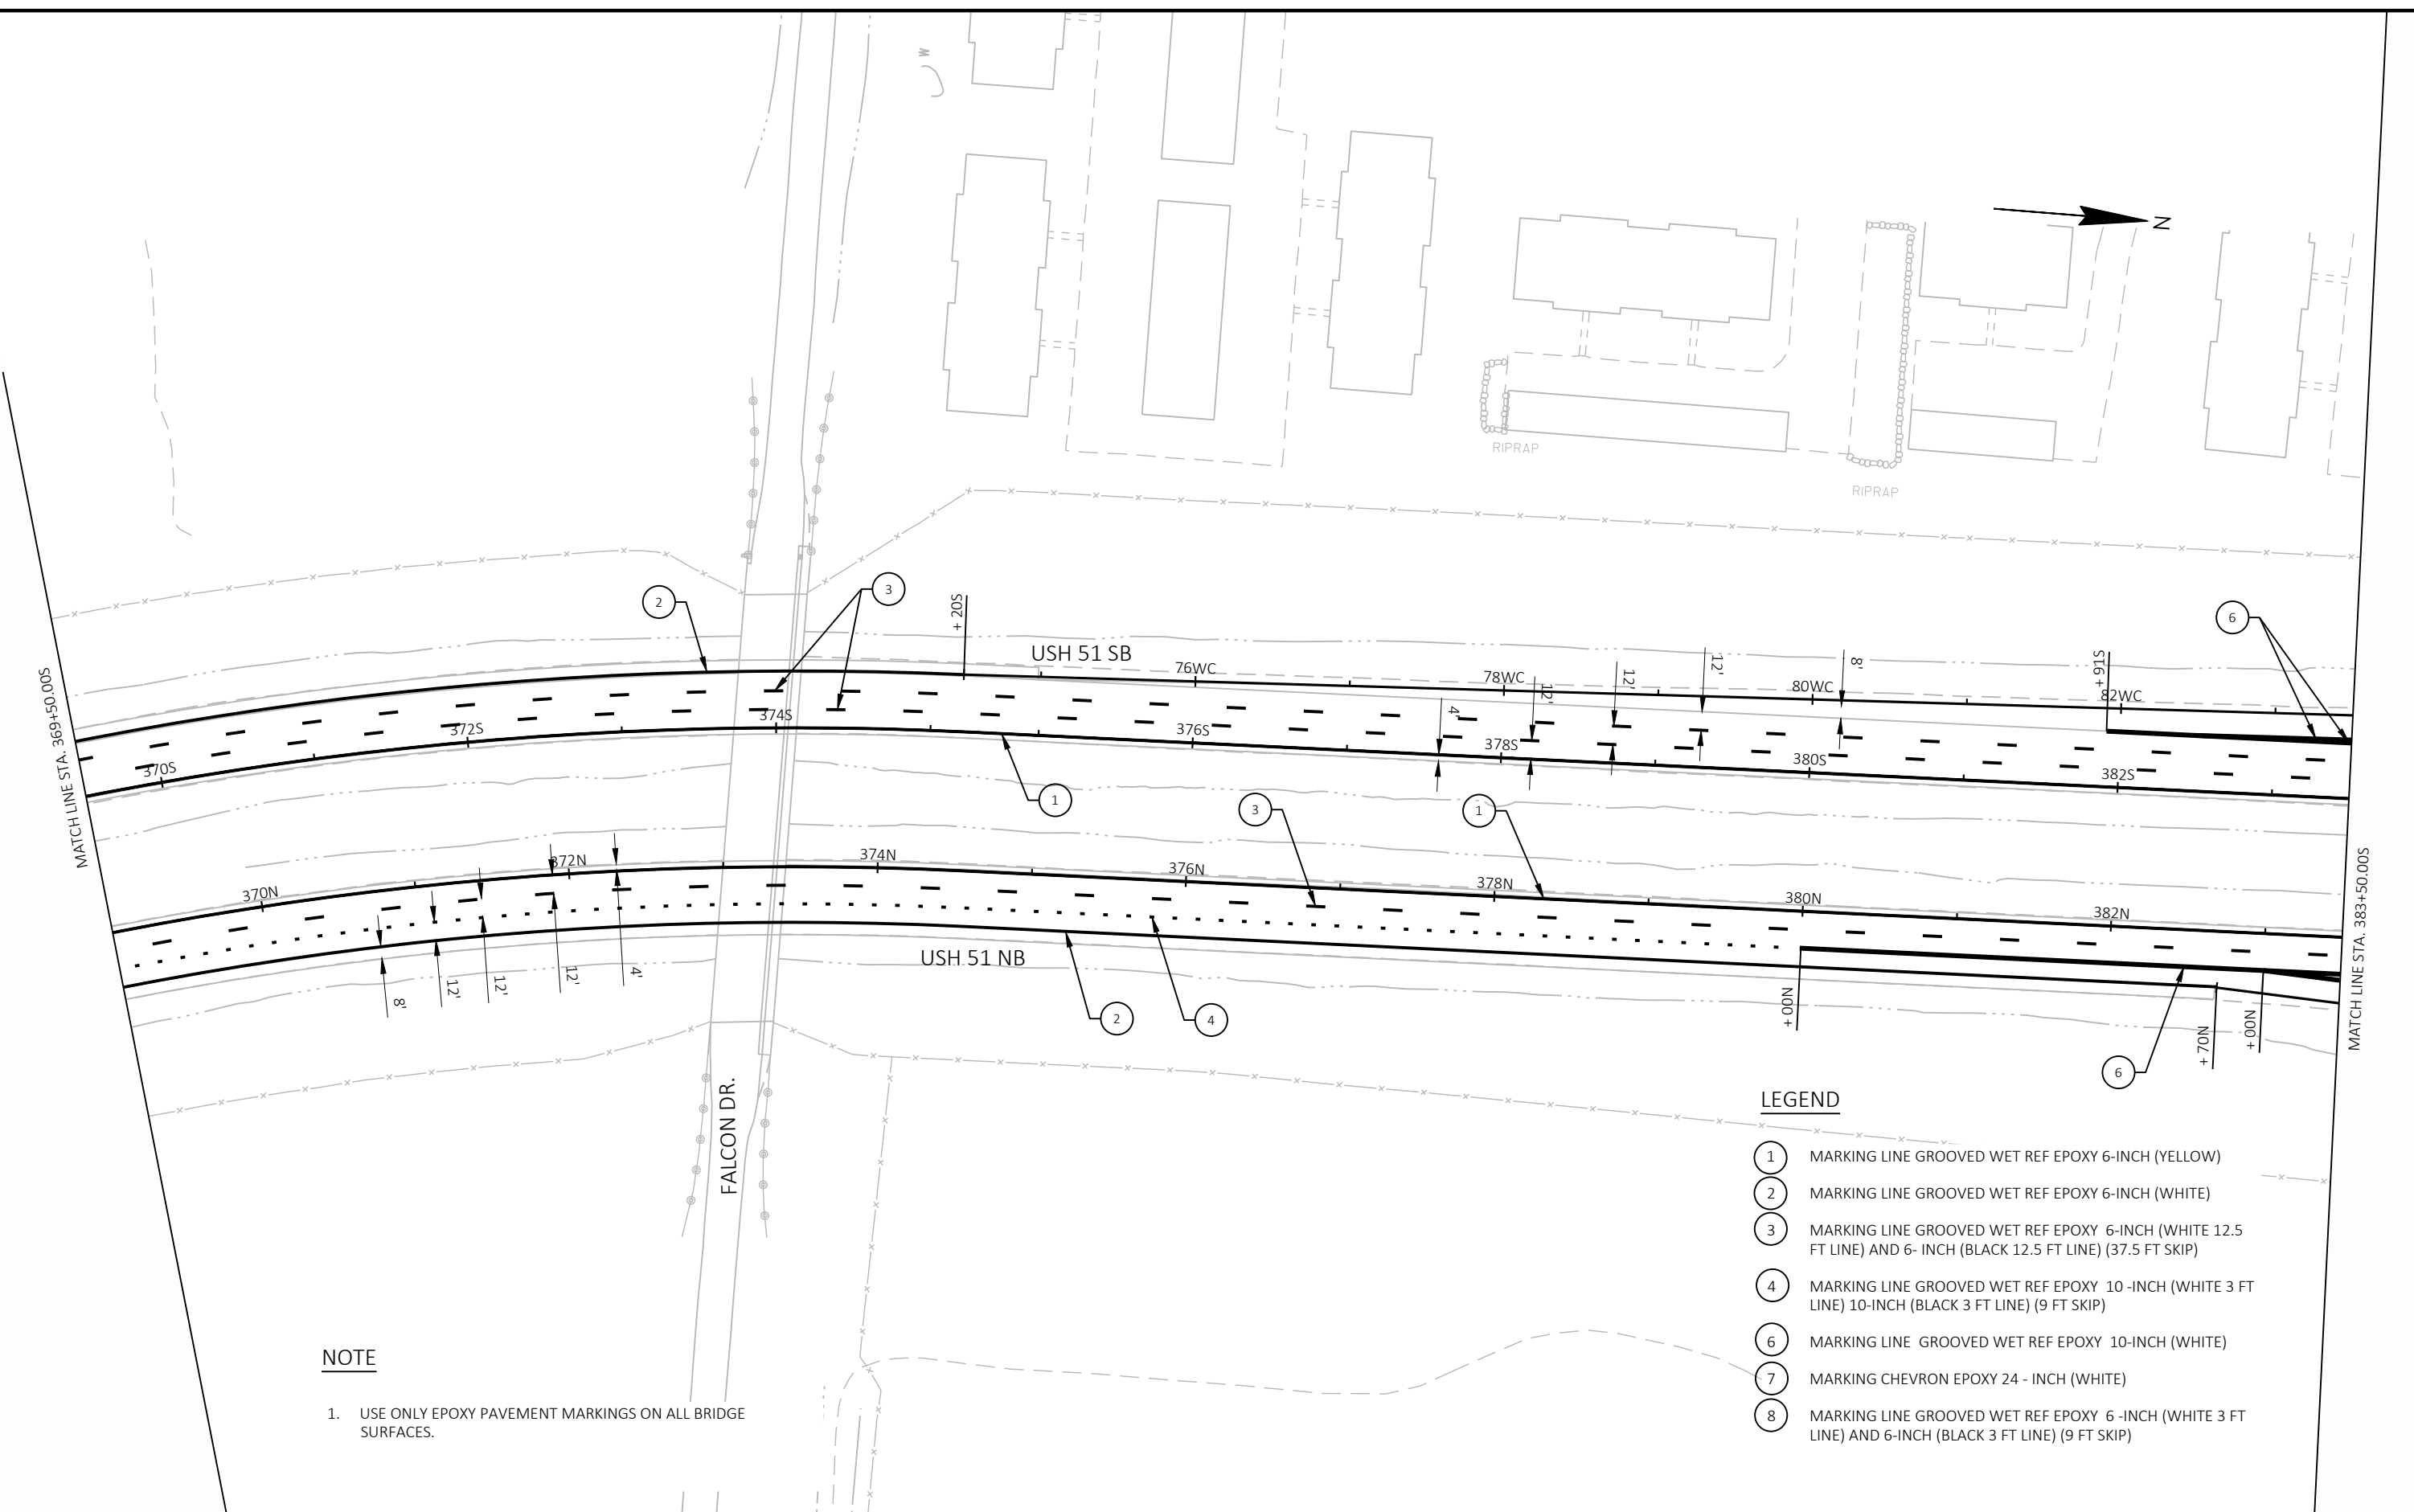 N
RIPRAP
RIPRAP
MATCH LINE STA. 369+50.00S
2
3
+ 20S
USH 51 SB
76WC
78WC
80WC
82WC
12'
12'
12'
8'
4'
+ 91S
6
370S
372S
374S
376S
378S
380S
382S
1
3
1
370N
372N
374N
376N
378N
380N
382N
8'
12'
12'
12'
4'
USH 51 NB
2
4
+ 00N
+ 70N
+ 00N
6
MATCH LINE STA. 383+50.00S
FALCON DR.
LEGEND
1 MARKING LINE GROOVED WET REF EPOXY 6-INCH (YELLOW)
2 MARKING LINE GROOVED WET REF EPOXY 6-INCH (WHITE)
3 MARKING LINE GROOVED WET REF EPOXY 6-INCH (WHITE 12.5
FT LINE) AND 6- INCH (BLACK 12.5 FT LINE) (37.5 FT SKIP)
4 MARKING LINE GROOVED WET REF EPOXY 10 -INCH (WHITE 3 FT
LINE) 10-INCH (BLACK 3 FT LINE) (9 FT SKIP)
6 MARKING LINE GROOVED WET REF EPOXY 10-INCH (WHITE)
7 MARKING CHEVRON EPOXY 24 - INCH (WHITE)
8 MARKING LINE GROOVED WET REF EPOXY 6 -INCH (WHITE 3 FT
LINE) AND 6-INCH (BLACK 3 FT LINE) (9 FT SKIP)
NOTE
1. USE ONLY EPOXY PAVEMENT MARKINGS ON ALL BRIDGE
SURFACES.